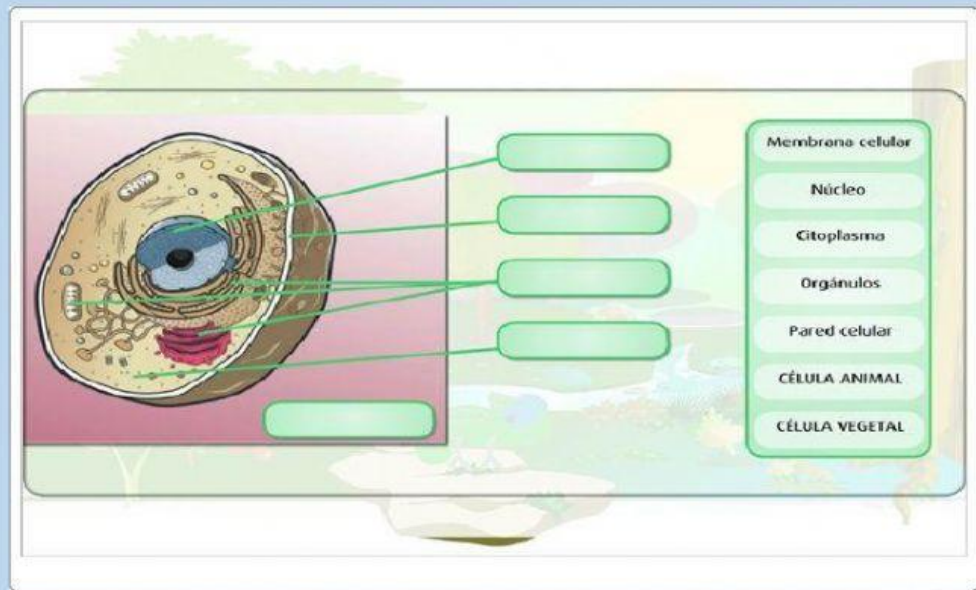 Membrana celular
Núcleo
Citoplasma
Orgánulos
Pared celular
CÉLULA ANIMAL
CÉLULA VEGETAL